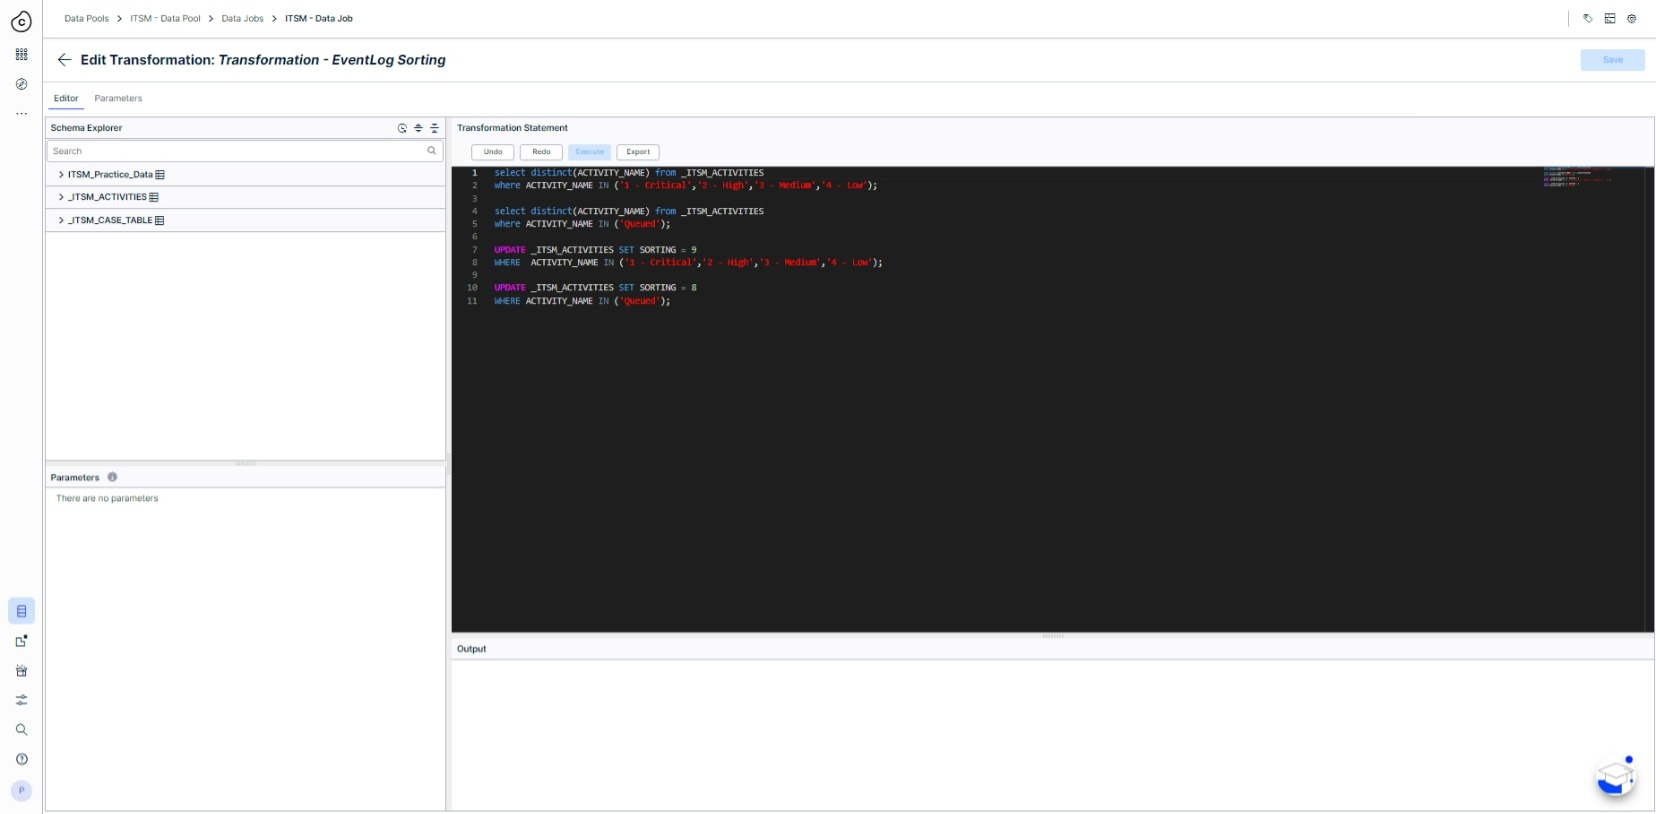 Data Pools > ITSM - Data Pool > Data Jobs > ITSM - Data Job
Edit Transformation: Transformation - EventLog Sorting
Save
Editor Parameters
Schema Explorer
Search
ITSM_Practice_Data
_ITSM_ACTIVITIES
_ITSM_CASE_TABLE
Parameters
There are no parameters
Transformation Statement
Undo Redo Execute Export
1 select distinct(ACTIVITY_NAME) from _ITSM_ACTIVITIES
2 where ACTIVITY_NAME IN ('1 - Critical','2 - High','3 - Medium','4 - Low');
3
4 select distinct(ACTIVITY_NAME) from _ITSM_ACTIVITIES
5 where ACTIVITY_NAME IN ('Queued');
6
7 UPDATE _ITSM_ACTIVITIES SET SORTING = 9
8 WHERE  ACTIVITY_NAME IN ('1 - Critical','2 - High','3 - Medium','4 - Low');
9
10 UPDATE _ITSM_ACTIVITIES SET SORTING = 8
11 WHERE ACTIVITY_NAME IN ('Queued');
Output
P